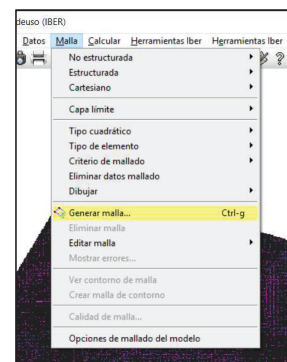 deuso (IBER)
Datos Malla Calcular Herramientas Iber Herramientas Iber
No estructurada
Estructurada
Cartesiano
Capa límite
Tipo cuadrático
Tipo de elemento
Criterio de mallado
Eliminar datos mallado
Dibujar
Generar malla... Ctrl-g
Eliminar malla
Editar malla
Mostrar errores...
Ver contorno de malla
Crear malla de contorno
Calidad de malla...
Opciones de mallado del modelo